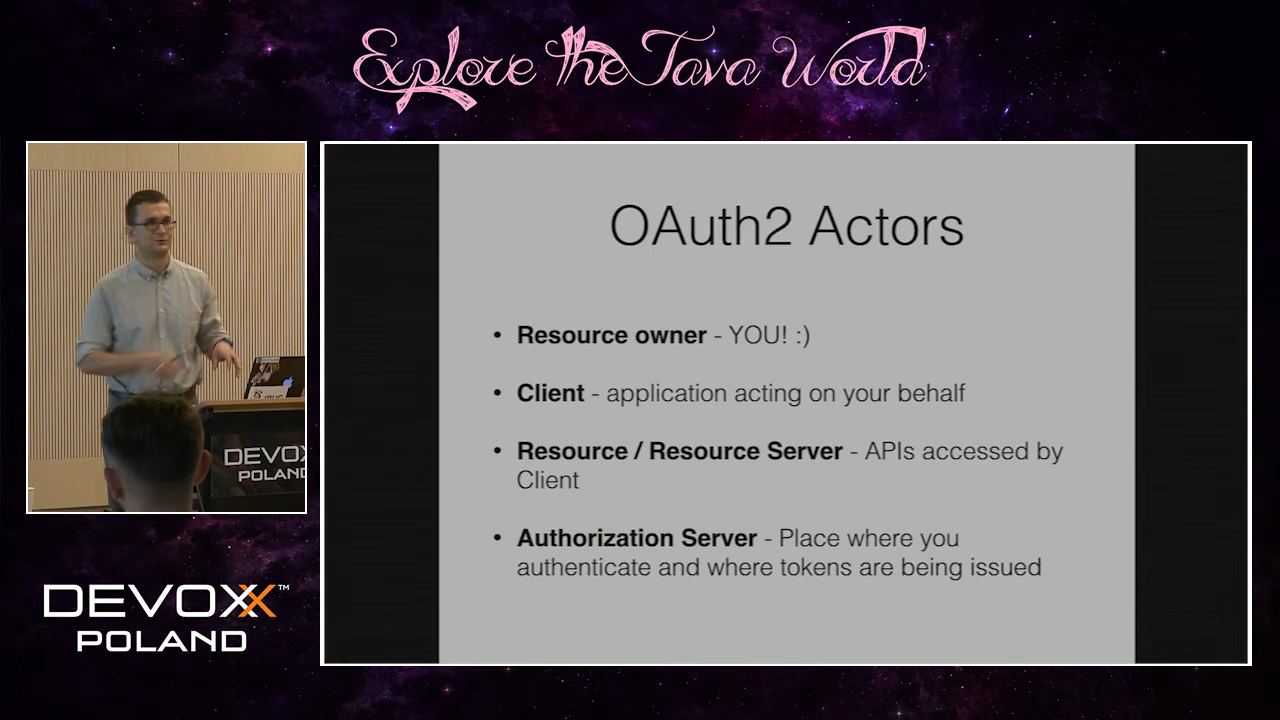 Explore the Java World
OAuth2 Actors
• Resource owner - YOU! :)
• Client - application acting on your behalf
• Resource / Resource Server - APIs accessed by
Client
• Authorization Server - Place where you
authenticate and where tokens are being issued
DEVOXX
POLAND
DEVOXX™
POLAND